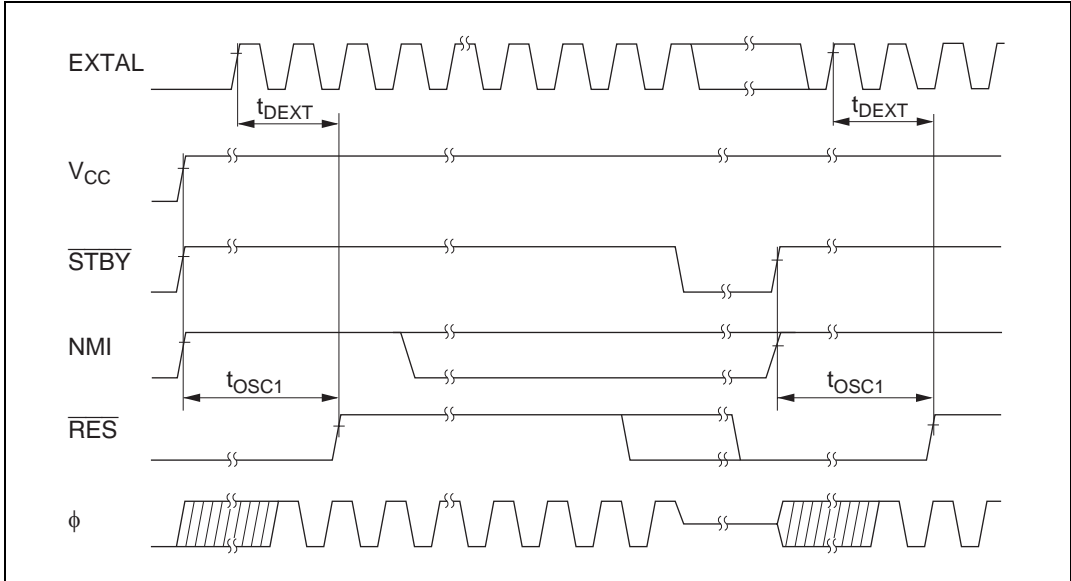 EXTAL
tDEXT tDEXT
VCC
STBY
NMI
tOSC1 tOSC1
RES
ϕ